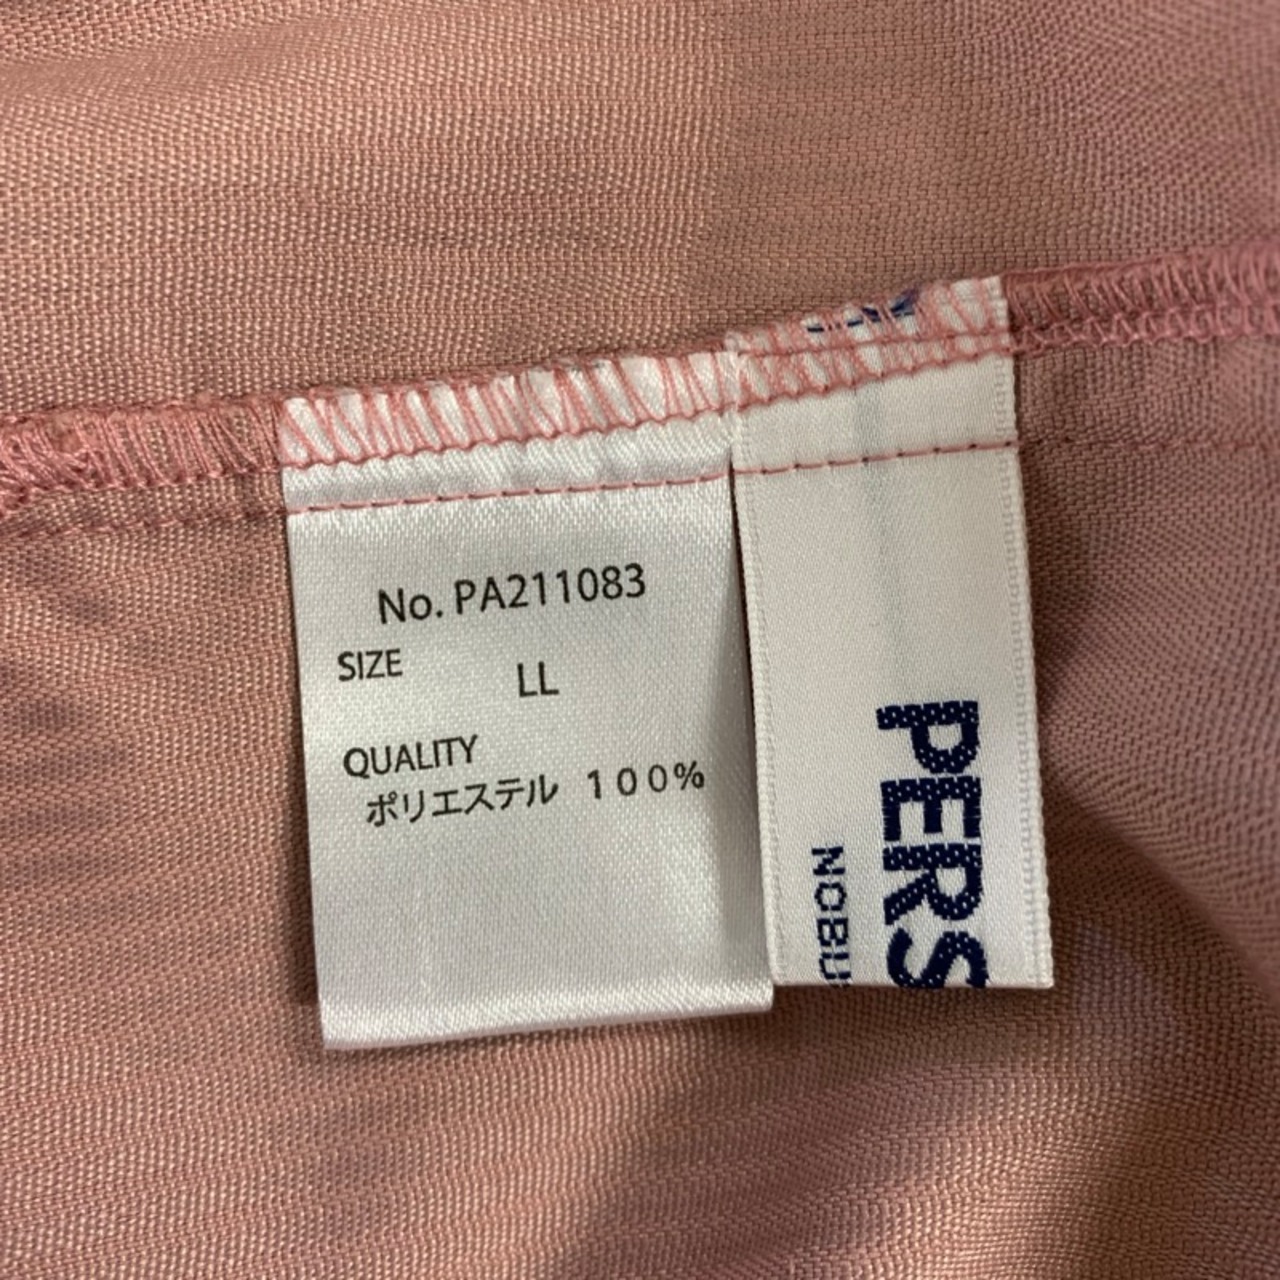 No. PA211083
SIZE
LL
QUALITY
ポリエステル 100%
PERS
NOBU